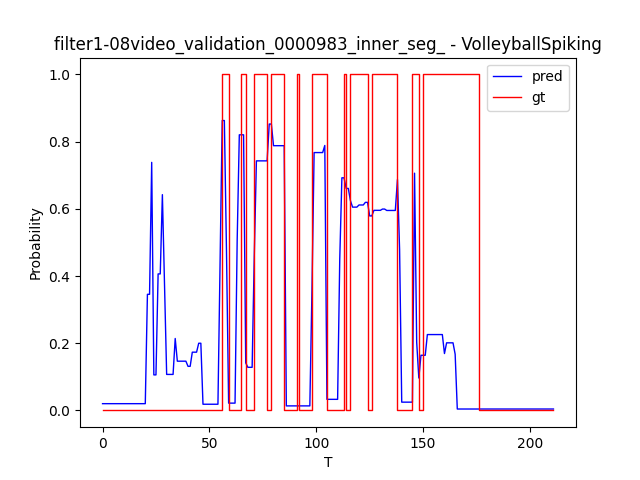 filter1-08video_validation_0000983_inner_seg_ - VolleyballSpiking
pred
gt
1.0
0.8
0.6
0.4
0.2
0.0
Probability
0
50
100
150
200
T